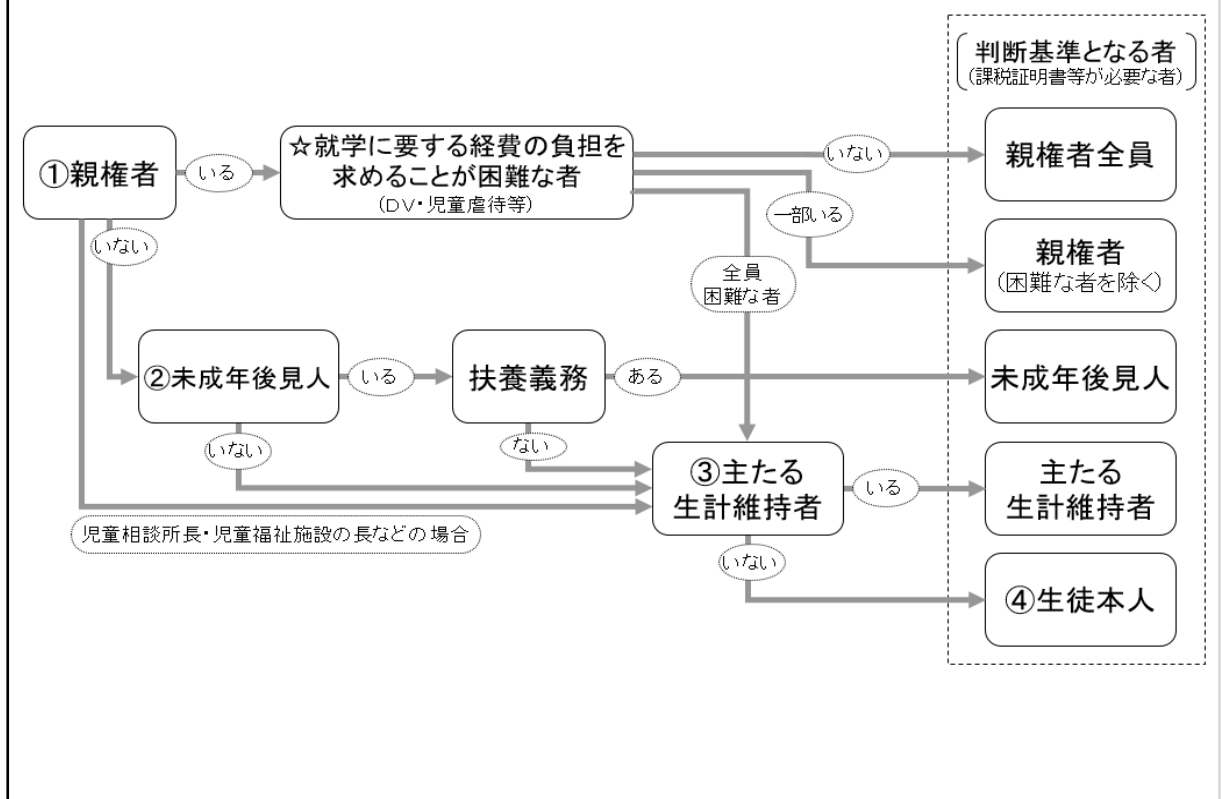 判断基準となる者
(課税証明書等が必要な者)
①親権者
いる
☆就学に要する経費の負担を
求めることが困難な者
(DV・児童虐待等)
いない
親権者全員
一部いる
親権者
(困難な者を除く)
全員
困難な者
いない
②未成年後見人
いる
扶養義務
ある
未成年後見人
いない
ない
③主たる
生計維持者
いる
主たる
生計維持者
児童相談所長・児童福祉施設の長などの場合
いない
④生徒本人